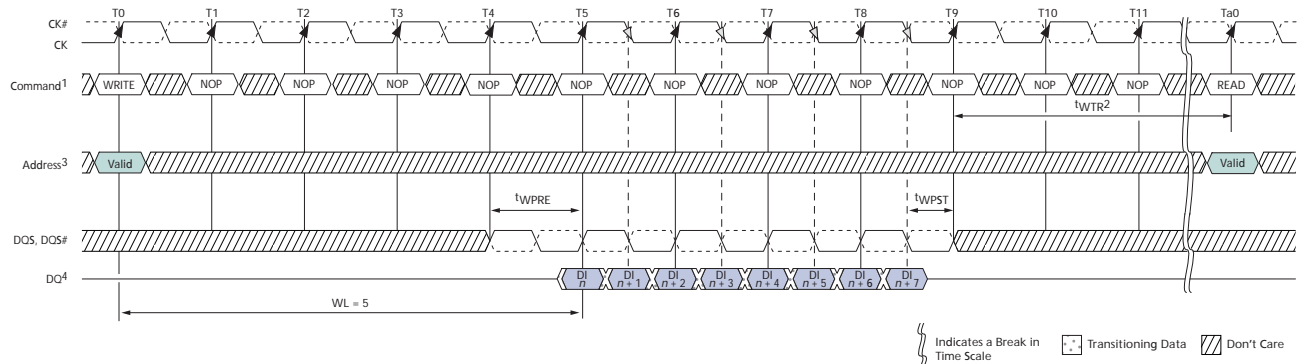 T0 T1 T2 T3 T4 T5 T6 T7 T8 T9 T10 T11 Ta0
CK#
CK
Command1 WRITE NOP NOP NOP NOP NOP NOP NOP NOP NOP NOP NOP READ
tWTR2
Address3 Valid Valid
tWPRE tWPST
DQS, DQS#
DQ4 DI n DI n + 1 DI n + 2 DI n + 3 DI n + 4 DI n + 5 DI n + 6 DI n + 7
WL = 5
Indicates a Break in
Time Scale
Transitioning Data
Don't Care